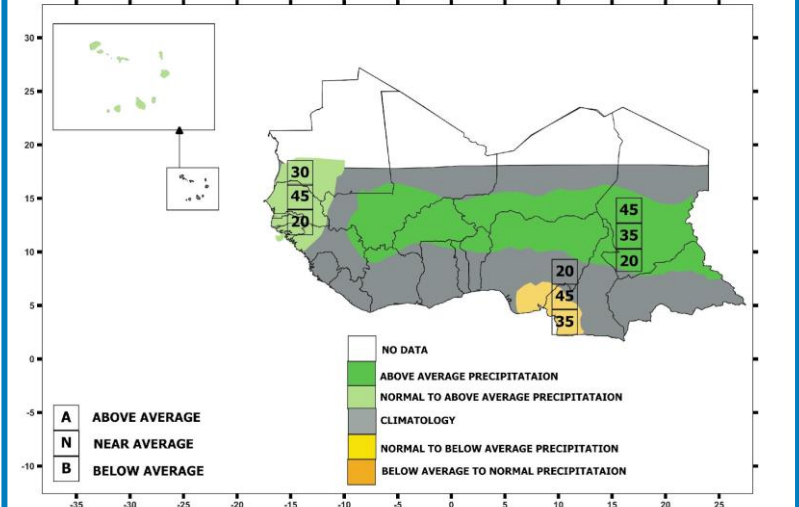 30
25
20
15
10
5
0
-5
-10
30
45
20
45
35
20
20
45
35
NO DATA
ABOVE AVERAGE PRECIPITATAION
NORMAL TO ABOVE AVERAGE PRECIPITATAION
CLIMATOLOGY
NORMAL TO BELOW AVERAGE PRECIPITATION
BELOW AVERAGE TO NORMAL PRECIPITATAION
A ABOVE AVERAGE
N NEAR AVERAGE
B BELOW AVERAGE
-35 -30 -25 -20 -15 -10 -5 0 5 10 15 20 25